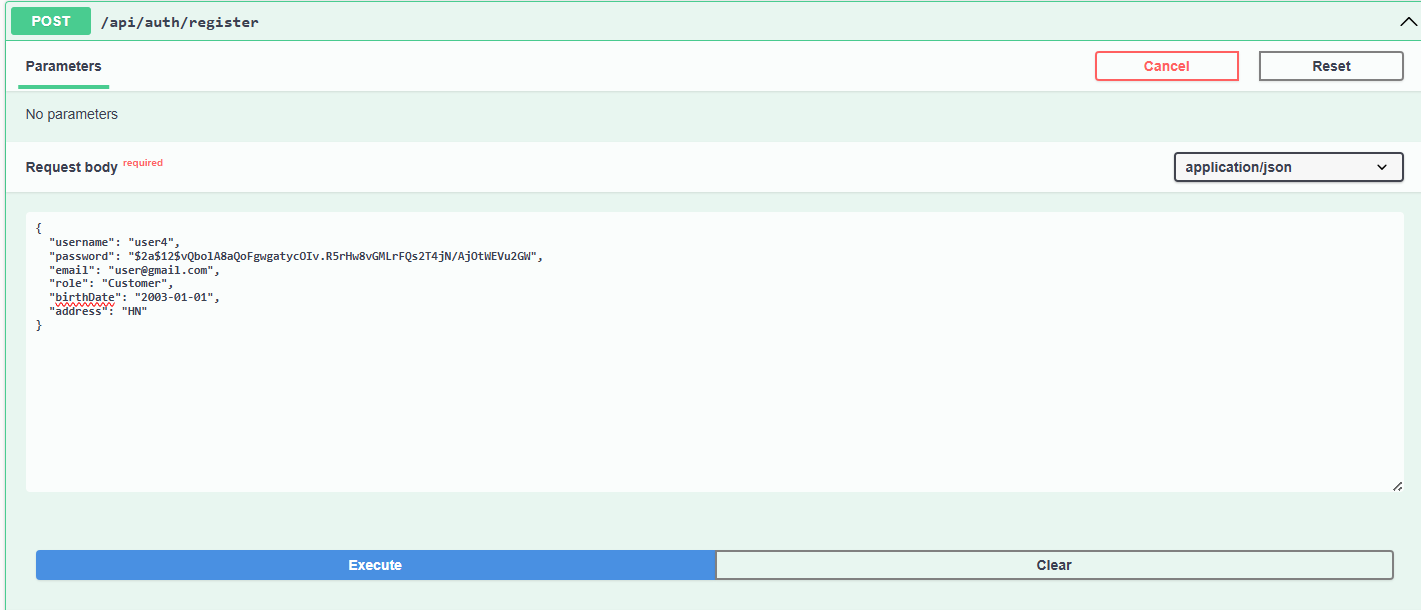 POST /api/auth/register
Parameters
Cancel
Reset
No parameters
Request body required
application/json
{
"username": "user4",
"password": "$2a$12$vQbolA8aQoFgwgatycOIv.R5rHw8vGMLrFQs2T4jN/AjOtWEVu2GW",
"email": "user@gmail.com",
"role": "Customer",
"birthDate": "2003-01-01",
"address": "HN"
}
Execute
Clear